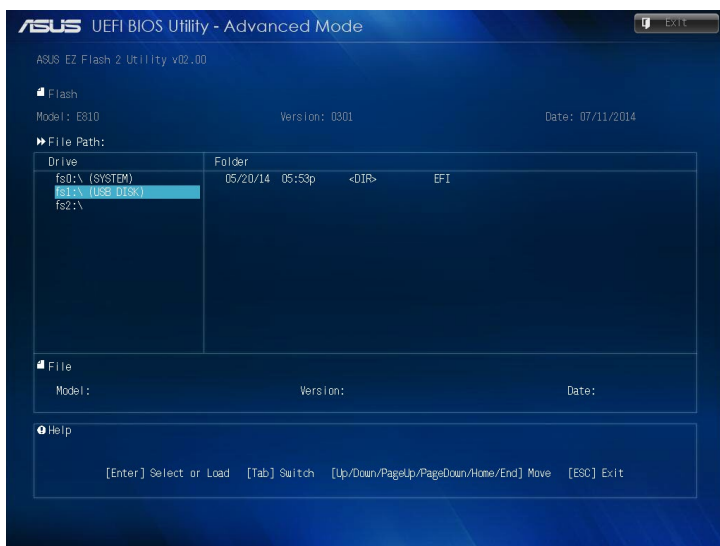 ASUS UEFI BIOS Utility - Advanced Mode
Exit
ASUS EZ Flash 2 Utility v02.00
Flash
Model: E810 Version: 0301 Date: 07/11/2014
File Path:
Drive Folder
fs0:\ (SYSTEM) 05/20/14 05:53p <DIR> EFI
fs1:\ (USB DISK)
fs2:\
File
Model: Version: Date:
Help
[Enter] Select or Load [Tab] Switch [Up/Down/PageUp/PageDown/Home/End] Move [ESC] Exit